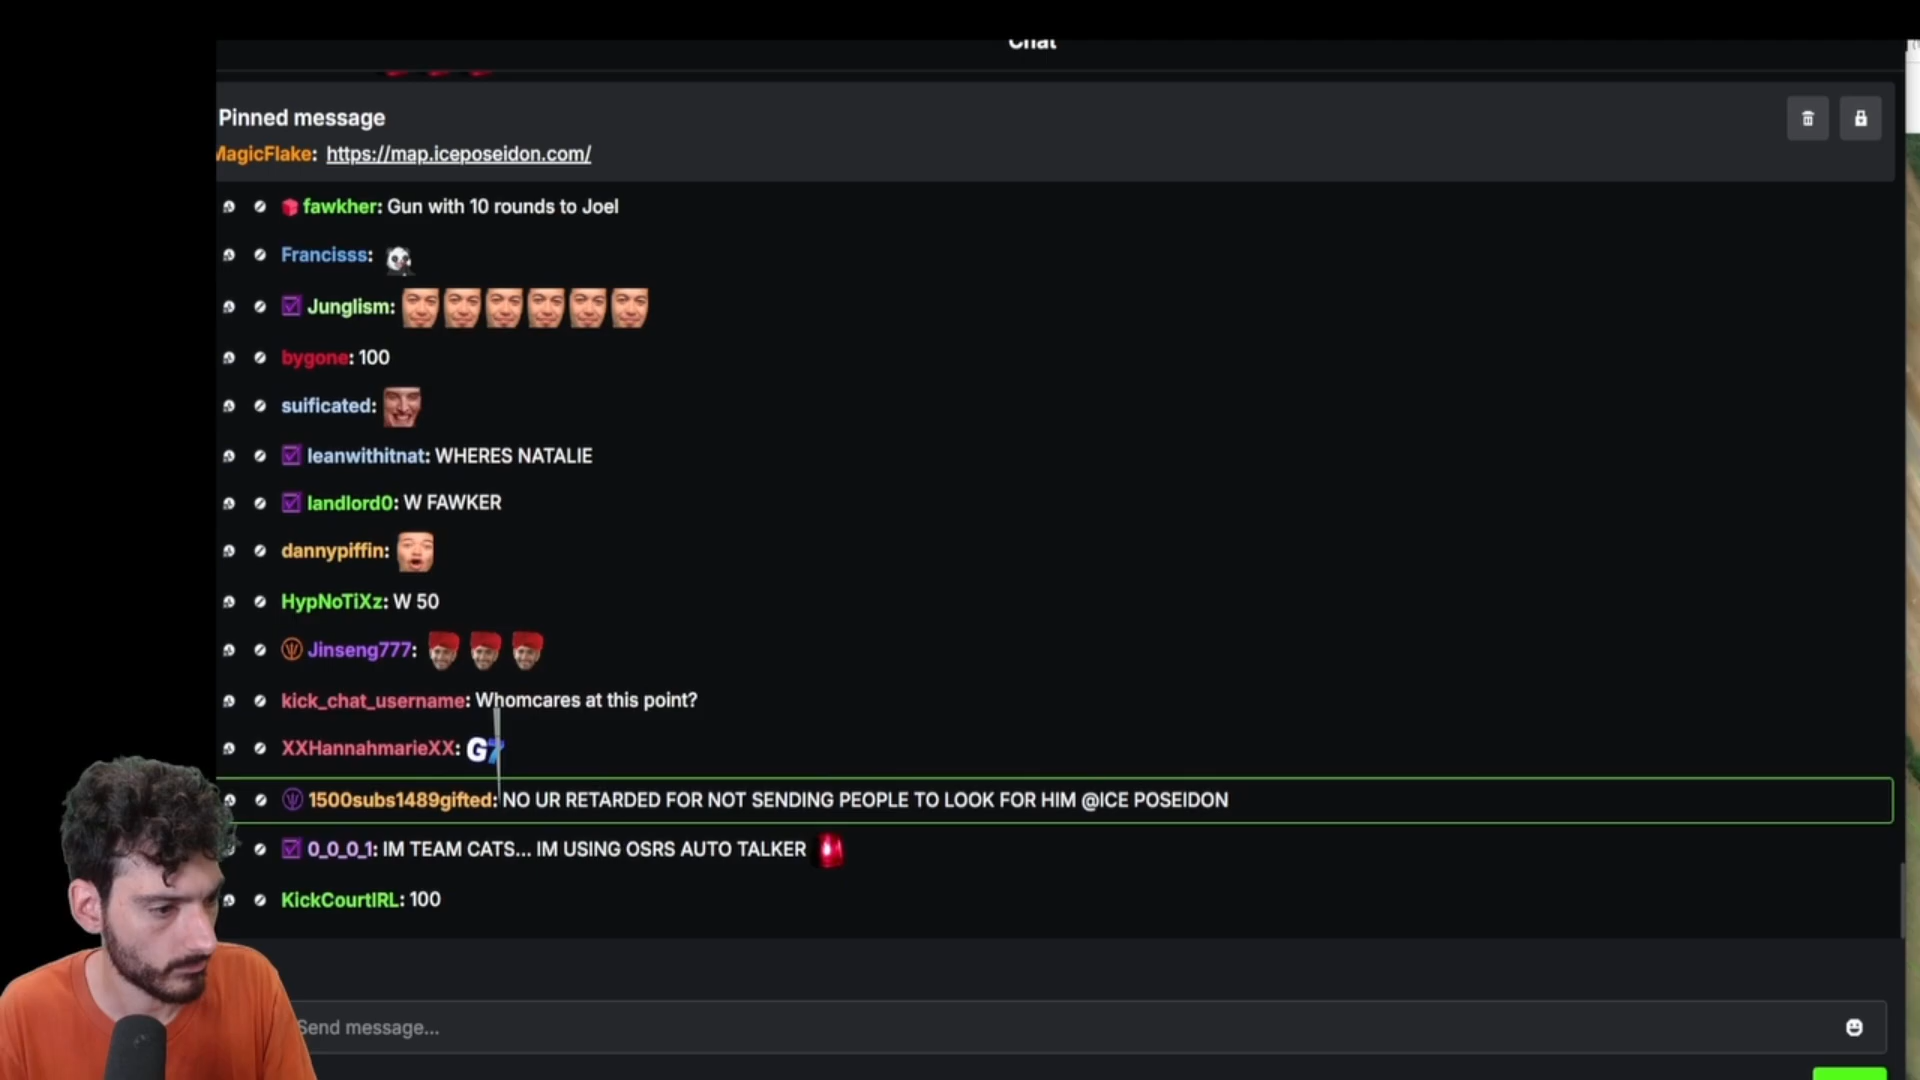 Chat
Pinned message
MagicFlake: https://map.iceposeidon.com/
fawkher: Gun with 10 rounds to Joel
Francisss:
Junglism:
bygone: 100
suificated:
leanwithitnat: WHERES NATALIE
landlord0: W FAWKER
dannypiffin:
HypNoTiXz: W 50
Jinseng777:
kick_chat_username: Whomcares at this point?
XXHannahmarieXX: G7
1500subs1489gifted: NO UR RETARDED FOR NOT SENDING PEOPLE TO LOOK FOR HIM @ICE POSEIDON
0_0_0_1: IM TEAM CATS... IM USING OSRS AUTO TALKER
KickCourtIRL: 100
Send message...